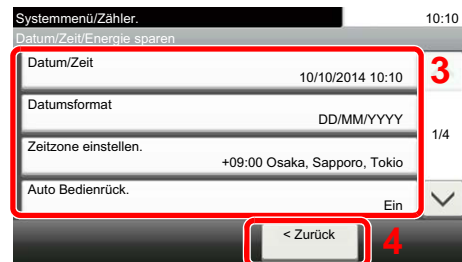 Systemmenü/Zähler.
10:10
Datum/Zeit/Energie sparen
Datum/Zeit
10/10/2014 10:10
3
Datumsformat
DD/MM/YYYY
1/4
Zeitzone einstellen.
+09:00 Osaka, Sapporo, Tokio
Auto Bedienrück.
Ein
< Zurück
4